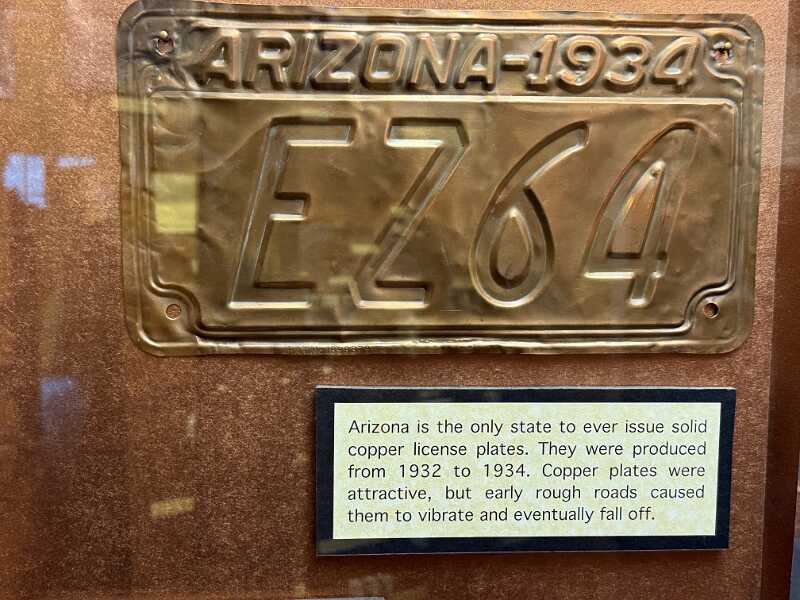 ARIZONA-1934
EZ64
Arizona is the only state to ever issue solid
copper license plates. They were produced
from 1932 to 1934. Copper plates were
attractive, but early rough roads caused
them to vibrate and eventually fall off.